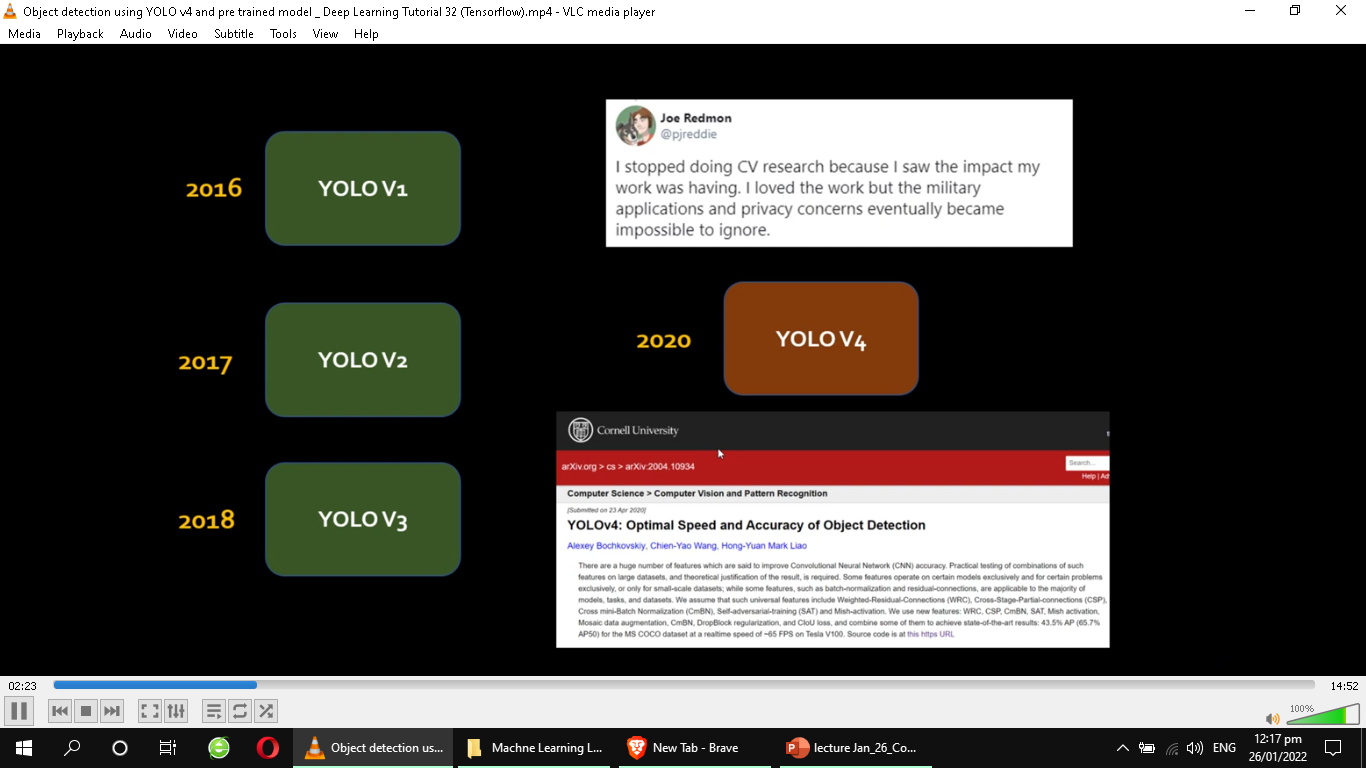 Object detection using YOLO v4 and pre trained model _ Deep Learning Tutorial 32 (Tensorflow).mp4 - VLC media player
Media Playback Audio Video Subtitle Tools View Help
2016 YOLO V1
2017 YOLO V2
2018 YOLO V3
Joe Redmon
@pjreddie
I stopped doing CV research because I saw the impact my
work was having. I loved the work but the military
applications and privacy concerns eventually became
impossible to ignore.
2020 YOLO V4
Cornell University
arXiv.org > cs > arXiv:2004.10934
Search...
Help | Ad
Computer Science > Computer Vision and Pattern Recognition
[Submitted on 23 Apr 2020]
YOLOv4: Optimal Speed and Accuracy of Object Detection
Alexey Bochkovskiy, Chien-Yao Wang, Hong-Yuan Mark Liao
There are a huge number of features which are said to improve Convolutional Neural Network (CNN) accuracy. Practical testing of combinations of such
features on large datasets, and theoretical justification of the result, is required. Some features operate on certain models exclusively and for certain problems
exclusively, or only for small-scale datasets; while some features, such as batch-normalization and residual-connections, are applicable to the majority of
models, tasks, and datasets. We assume that such universal features include Weighted-Residual-Connections (WRC), Cross-Stage-Partial-connections (CSP),
Cross mini-Batch Normalization (CmBN), Self-adversarial-training (SAT) and Mish-activation. We use new features: WRC, CSP, CmBN, SAT, Mish activation,
Mosaic data augmentation, CmBN, DropBlock regularization, and CIoU loss, and combine some of them to achieve state-of-the-art results: 43.5% AP (65.7%
AP50) for the MS COCO dataset at a realtime speed of ~65 FPS on Tesla V100. Source code is at this https URL
02:23 14:52
100%
Object detection us...
Machne Learning L...
New Tab - Brave
lecture Jan_26_Co...
ENG
12:17 pm
26/01/2022